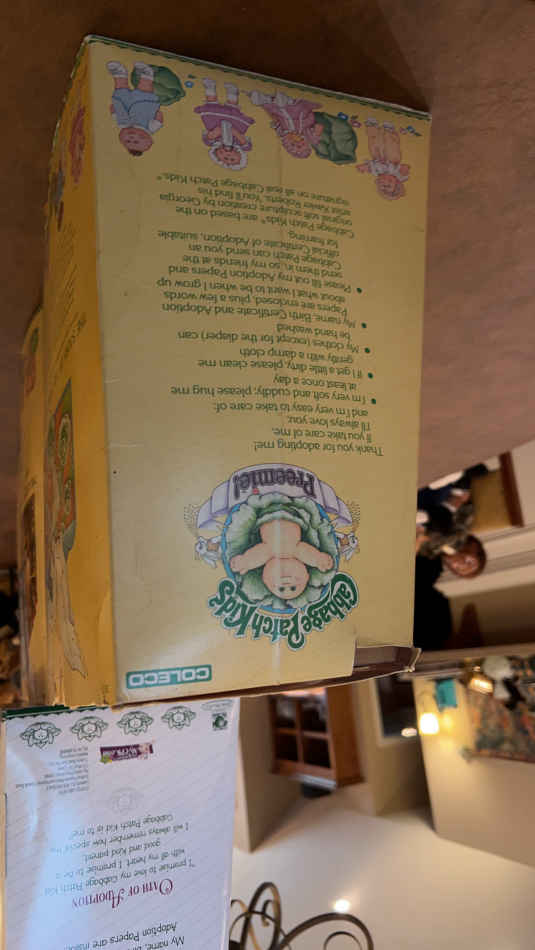 COLECO
Cabbage Patch Kids
Preemie!
Thank you for adopting me!
If you take care of me,
I'll always love you,
and I'm very easy to take care of:
• I'm very soft and cuddly; please hug me
at least once a day
• If I get a little dirty, please clean me
gently with a damp cloth
• My clothes (except for the diaper) can
be hand washed
• My name, Birth Certificate and Adoption
Papers are enclosed, plus a few words
about what I want to be when I grow up
• Please fill out my Adoption Papers and
send them in, so my friends at the
Cabbage Patch can send you an
official Certificate of Adoption, suitable
for framing.
Cabbage Patch Kids® are based on the
original soft sculpture creation by Georgia
artist Xavier Roberts. You'll find his
signature on all real Cabbage Patch Kids.®
My name,
Adoption Papers are
OATH OF ADOPTION
"I promise to love my Cabbage Patch Kid
with all my heart. I promise to be a
good and kind parent.
I will always remember how special my
Cabbage Patch Kid is to me."